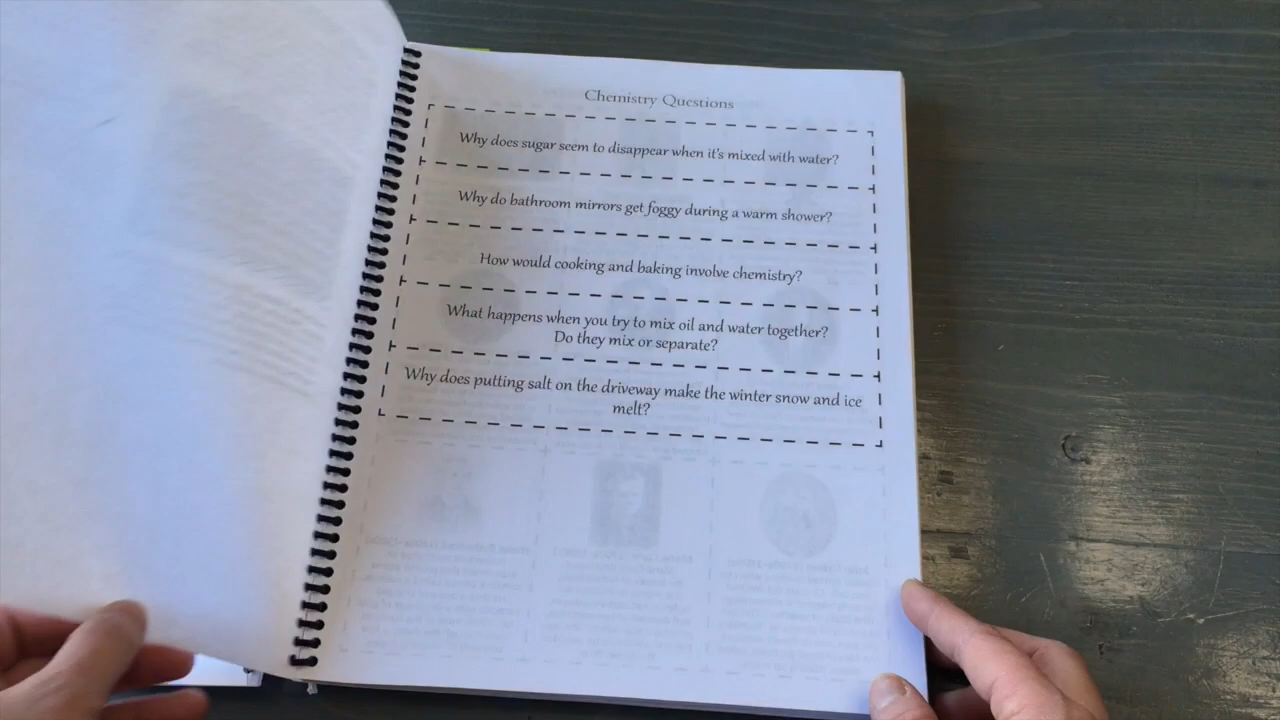 Chemistry Questions
Why does sugar seem to disappear when it's mixed with water?
Why do bathroom mirrors get foggy during a warm shower?
How would cooking and baking involve chemistry?
What happens when you try to mix oil and water together?
Do they mix or separate?
Why does putting salt on the driveway make the winter snow and ice
melt?